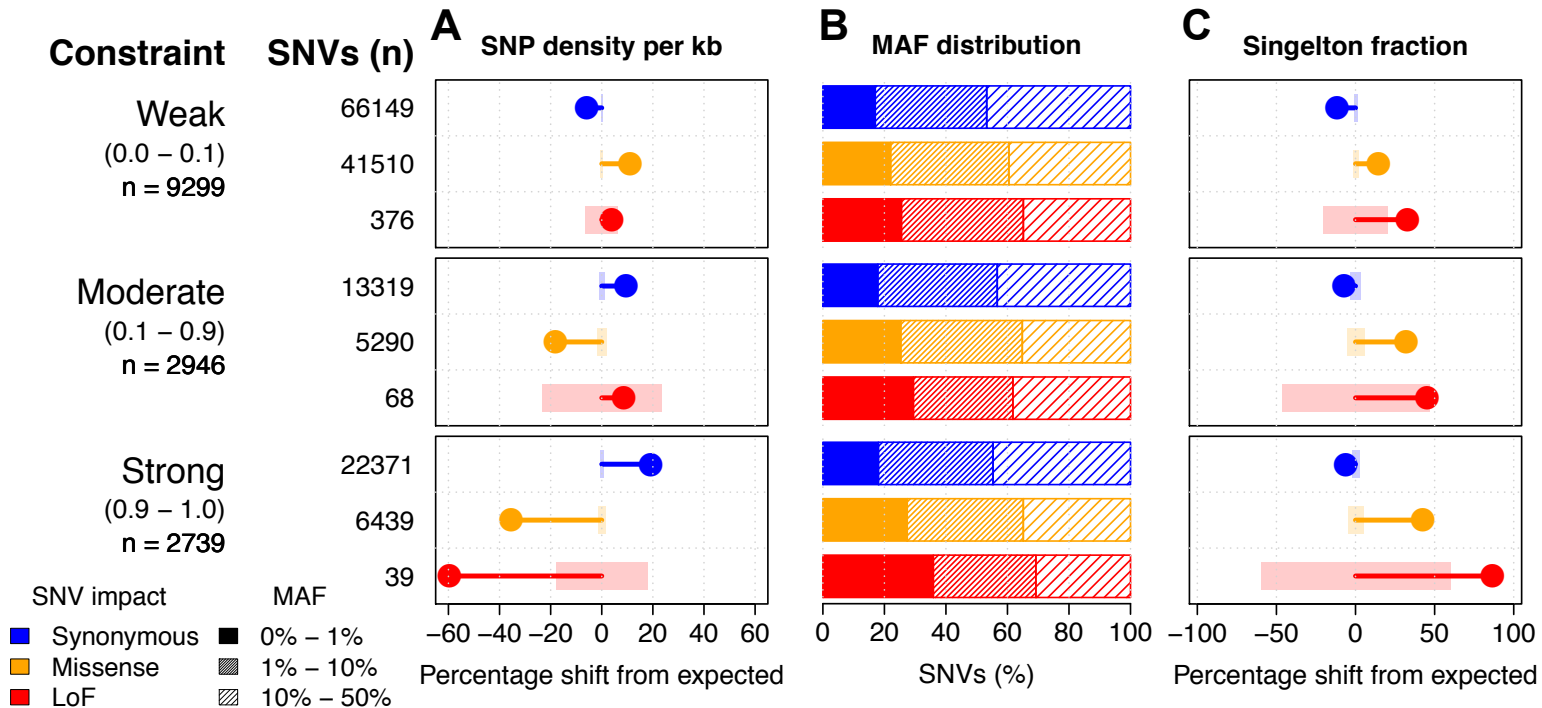 A
B
C
Constraint
SNVs (n)
SNP density per kb
MAF distribution
Singelton fraction
Weak
(0.0 − 0.1)
n = 9299
66149
41510
376
Moderate
(0.1 − 0.9)
n = 2946
13319
5290
68
Strong
(0.9 − 1.0)
n = 2739
22371
6439
39
−60 −40 −20 0 20 40 60
Percentage shift from expected
0 20 40 60 80 100
SNVs (%)
−100 −50 0 50 100
Percentage shift from expected
SNV impact
Synonymous
Missense
LoF
MAF
0% − 1%
1% − 10%
10% − 50%